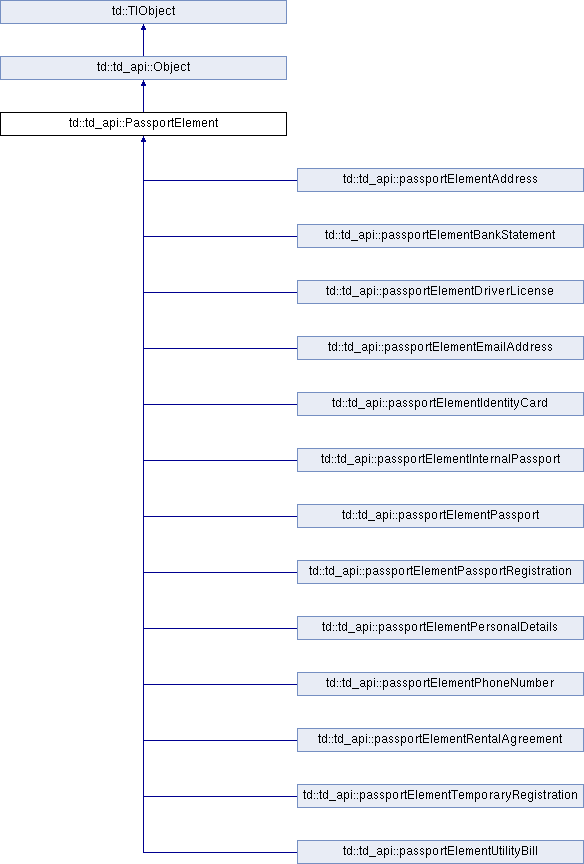 td::TlObject
td::td_api::Object
td::td_api::PassportElement
td::td_api::passportElementAddress
td::td_api::passportElementBankStatement
td::td_api::passportElementDriverLicense
td::td_api::passportElementEmailAddress
td::td_api::passportElementIdentityCard
td::td_api::passportElementInternalPassport
td::td_api::passportElementPassport
td::td_api::passportElementPassportRegistration
td::td_api::passportElementPersonalDetails
td::td_api::passportElementPhoneNumber
td::td_api::passportElementRentalAgreement
td::td_api::passportElementTemporaryRegistration
td::td_api::passportElementUtilityBill